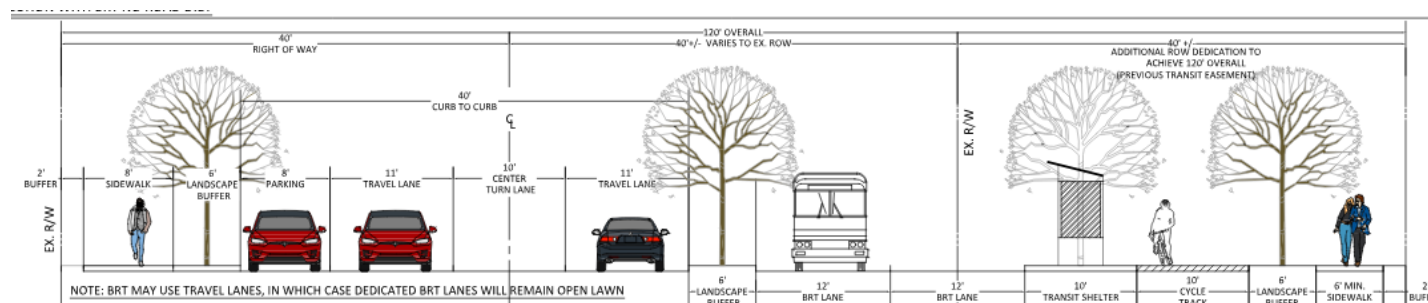 120' OVERALL
40'
RIGHT OF WAY
40'+/- VARIES TO EX. ROW
40' +/-
ADDITIONAL ROW DEDICATION TO
ACHIEVE 120' OVERALL
(PREVIOUS TRANSIT EASEMENT)
40'
CURB TO CURB
EX. R/W
2'
BUFFER
8'
SIDEWALK
6'
LANDSCAPE
BUFFER
8'
PARKING
11'
TRAVEL LANE
10'
CENTER
TURN LANE
11'
TRAVEL LANE
EX. R/W
NOTE: BRT MAY USE TRAVEL LANES, IN WHICH CASE DEDICATED BRT LANES WILL REMAIN OPEN LAWN
6'
LANDSCAPE
BUFFER
12'
BRT LANE
12'
BRT LANE
10'
TRANSIT SHELTER
10'
CYCLE
TRACK
6'
LANDSCAPE
BUFFER
6' MIN.
SIDEWALK